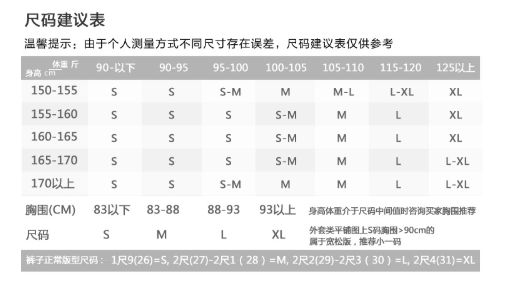 尺码建议表
温馨提示：由于个人测量方式不同尺寸存在误差，尺码建议表仅供参考
体重 斤 身高 cm 90-以下 90-95 95-100 100-105 105-110 115-120 125以上
150-155 S S S-M M M-L L-XL XL
155-160 S S S S-M M L XL
160-165 S S S S-M M L XL
165-170 S S S S-M M L L-XL
170以上 S S S-M M M L L-XL
胸围(CM) 83以下 83-88 88-93 93以上 身高体重介于尺码中间值时咨询买家胸围推荐
尺码 S M L XL 外套类平铺图上S码胸围>90cm的
属于宽松版，推荐小一码
裤子正常版型尺码：1尺9(26)=S, 2尺(27)-2尺1（28）=M, 2尺2(29)-2尺3（30）=L, 2尺4(31)=XL